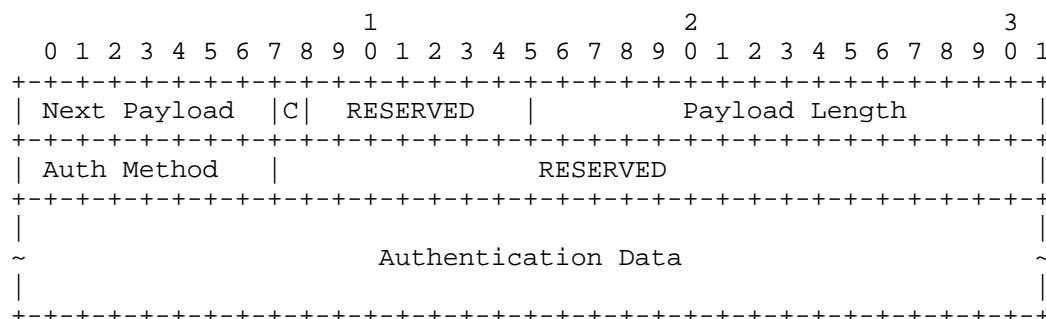 1                   2                   3
  0 1 2 3 4 5 6 7 8 9 0 1 2 3 4 5 6 7 8 9 0 1 2 3 4 5 6 7 8 9 0 1
+-+-+-+-+-+-+-+-+-+-+-+-+-+-+-+-+-+-+-+-+-+-+-+-+-+-+-+-+-+-+-+-+
| Next Payload  |C|  RESERVED   |         Payload Length        |
+-+-+-+-+-+-+-+-+-+-+-+-+-+-+-+-+-+-+-+-+-+-+-+-+-+-+-+-+-+-+-+-+
| Auth Method   |                RESERVED                       |
+-+-+-+-+-+-+-+-+-+-+-+-+-+-+-+-+-+-+-+-+-+-+-+-+-+-+-+-+-+-+-+-+
|                                                               |
~                      Authentication Data                      ~
|                                                               |
+-+-+-+-+-+-+-+-+-+-+-+-+-+-+-+-+-+-+-+-+-+-+-+-+-+-+-+-+-+-+-+-+